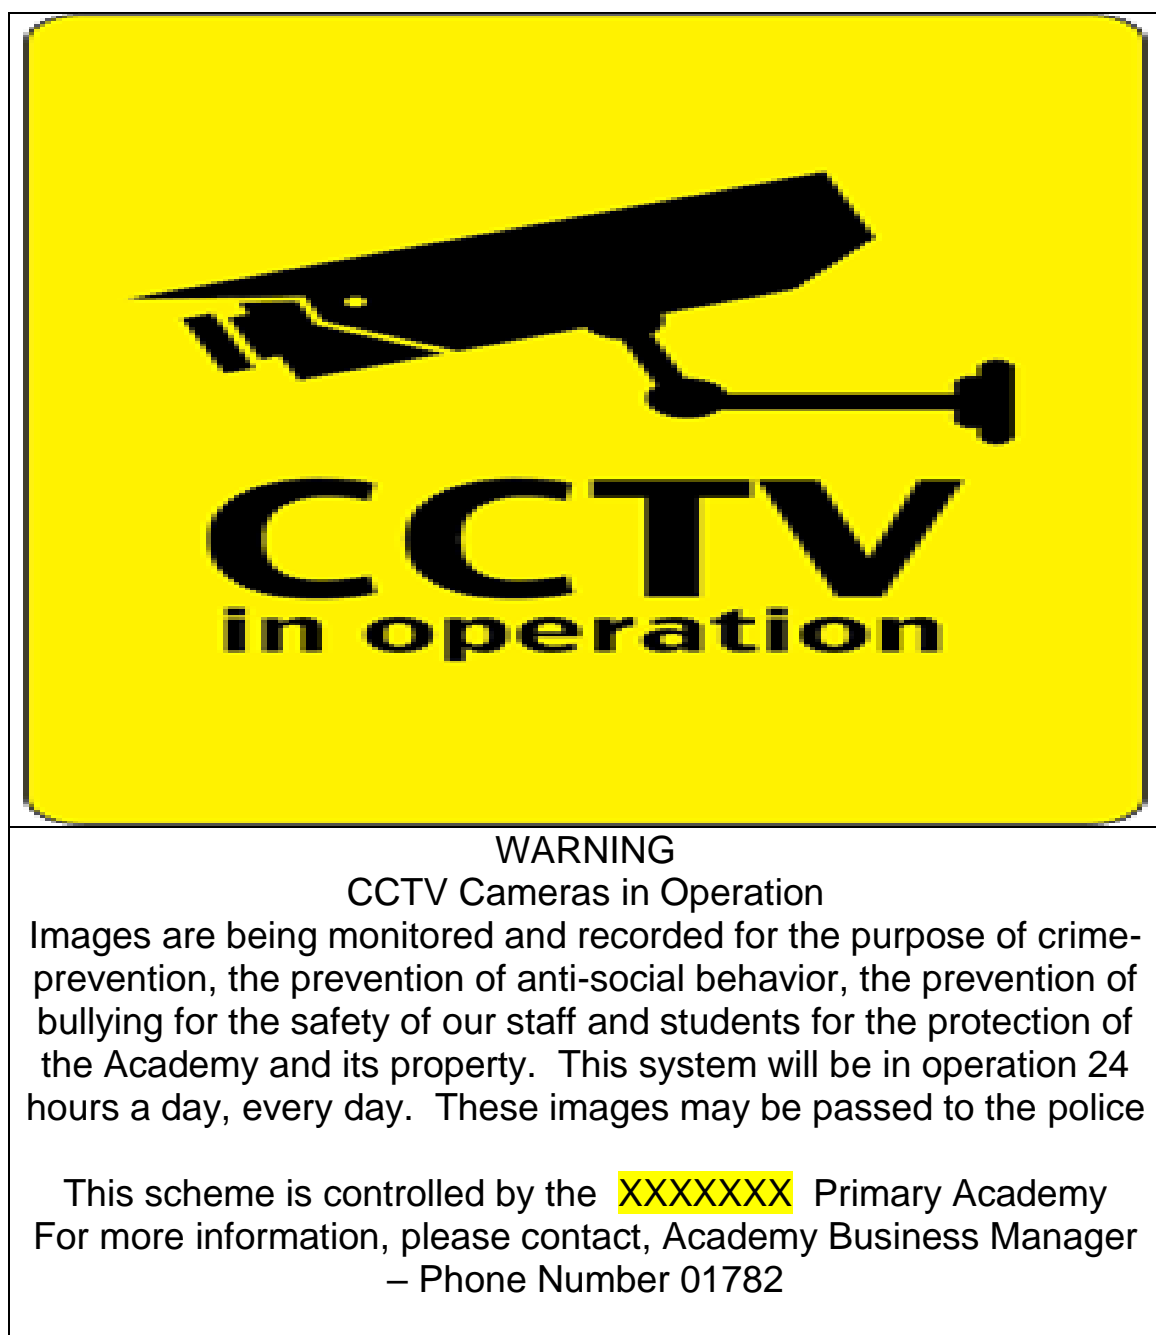 CCTV
in operation
WARNING
CCTV Cameras in Operation
Images are being monitored and recorded for the purpose of crime-
prevention, the prevention of anti-social behavior, the prevention of
bullying for the safety of our staff and students for the protection of
the Academy and its property.  This system will be in operation 24
hours a day, every day.  These images may be passed to the police
This scheme is controlled by the  XXXXXXX  Primary Academy
For more information, please contact, Academy Business Manager
– Phone Number 01782